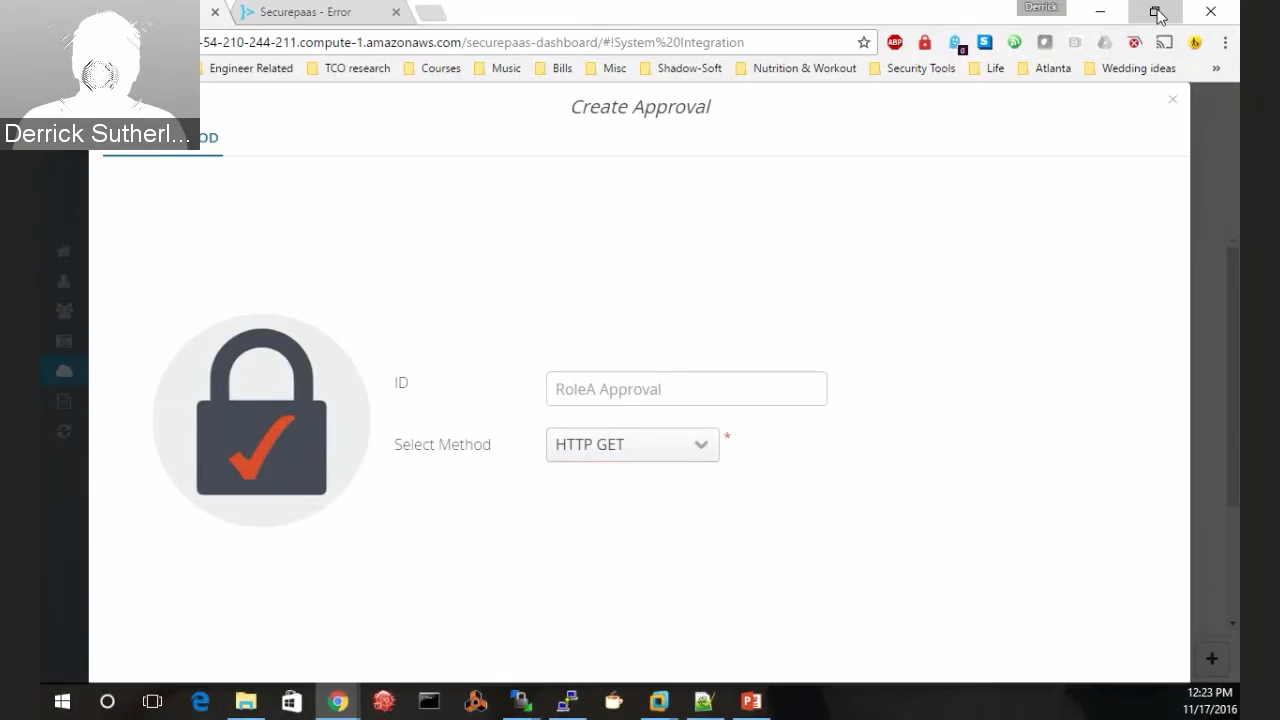 Securepaas - Error
Derrick
-54-210-244-211.compute-1.amazonaws.com/securepaas-dashboard/#!System%20Integration
ABP
0
S
Engineer Related
TCO research
Courses
Music
Bills
Misc
Shadow-Soft
Nutrition & Workout
Security Tools
Life
Atlanta
Wedding ideas
»
Create Approval
Derrick Sutherl...
OD
ID
RoleA Approval
Select Method
HTTP GET
*
12:23 PM
11/17/2016